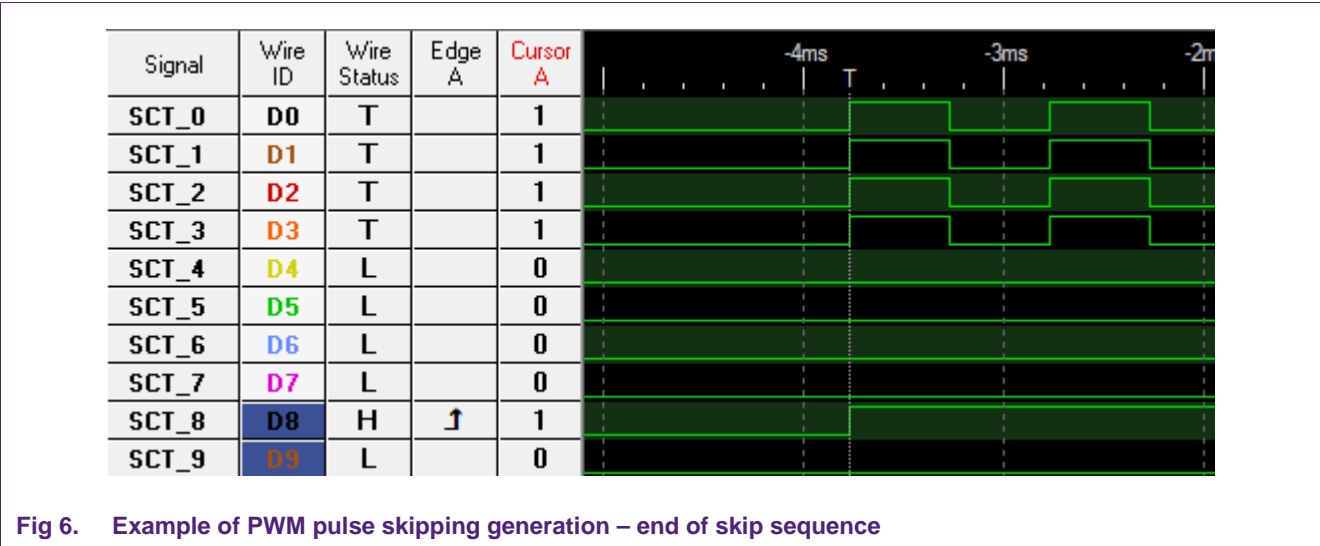 Signal Wire ID Wire Status Edge A Cursor A -4ms -3ms -2m
T
SCT_0 D0 T 1
SCT_1 D1 T 1
SCT_2 D2 T 1
SCT_3 D3 T 1
SCT_4 D4 L 0
SCT_5 D5 L 0
SCT_6 D6 L 0
SCT_7 D7 L 0
SCT_8 D8 H 1
SCT_9 D9 L 0
Fig 6. Example of PWM pulse skipping generation – end of skip sequence